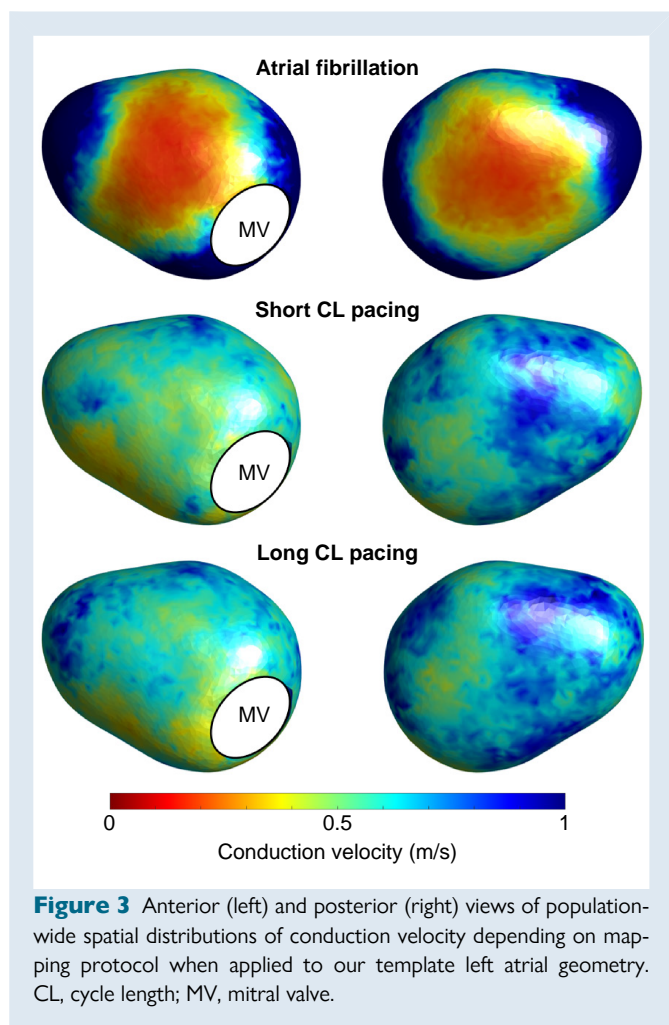 Atrial fibrillation
MV
Short CL pacing
MV
Long CL pacing
MV
0 0.5 1
Conduction velocity (m/s)
Figure 3 Anterior (left) and posterior (right) views of population-
wide spatial distributions of conduction velocity depending on map-
ping protocol when applied to our template left atrial geometry.
CL, cycle length; MV, mitral valve.